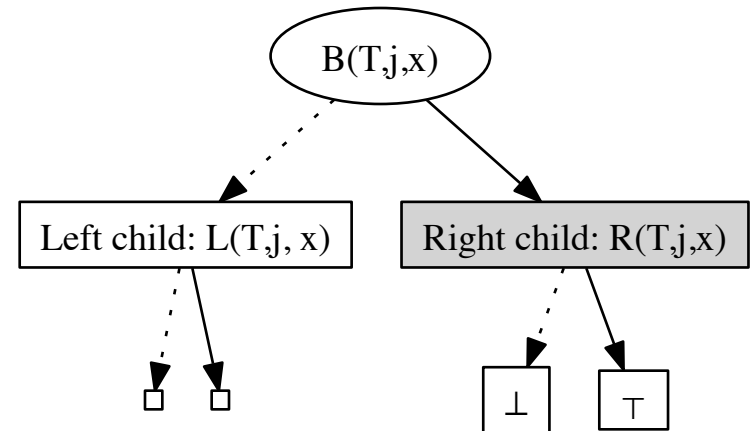 B(T,j,x)
Left child: L(T,j, x)
Right child: R(T,j,x)
⊥
⊤